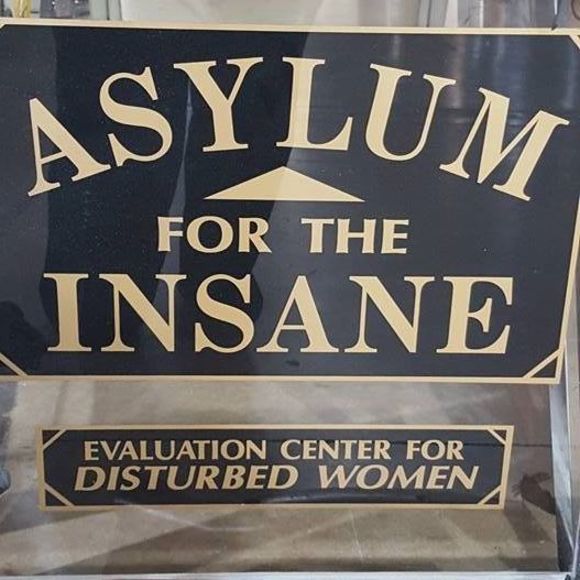 ASYLUM
FOR THE
INSANE
EVALUATION CENTER FOR
DISTURBED WOMEN